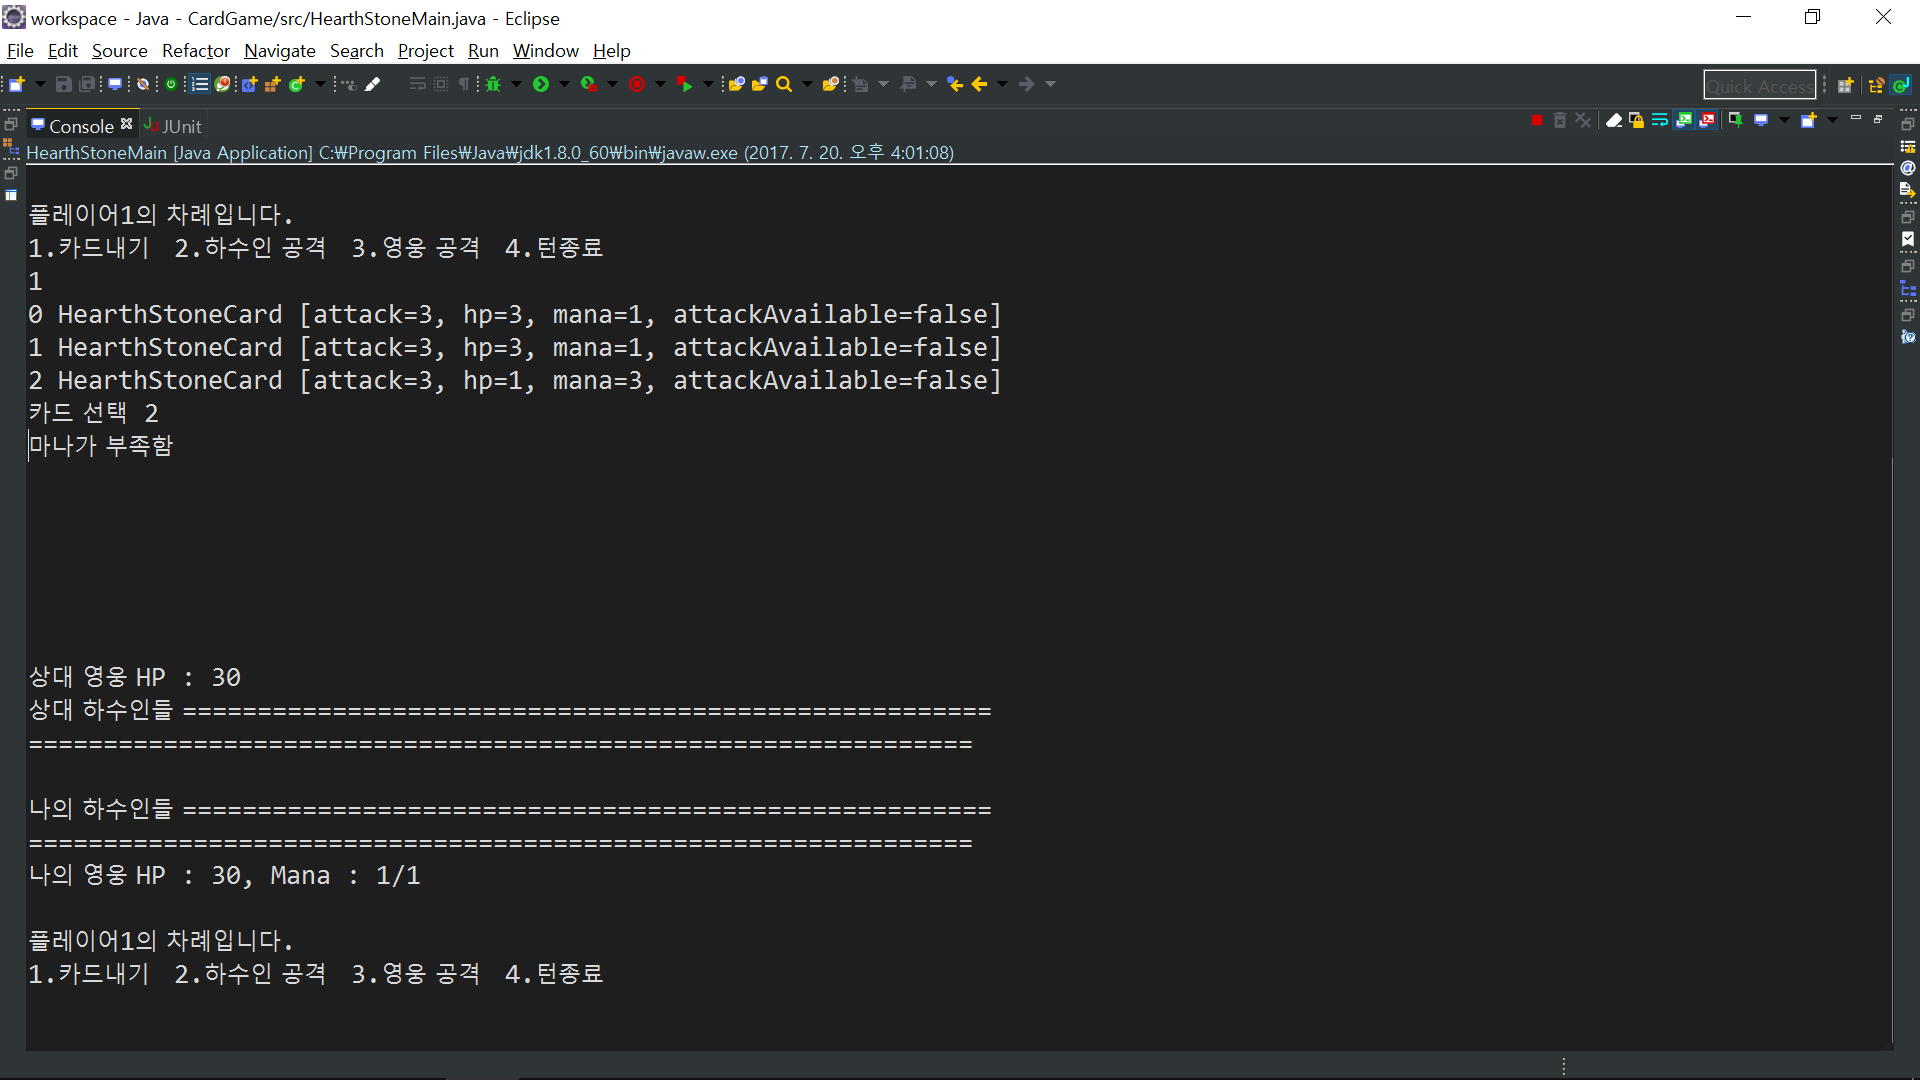 workspace - Java - CardGame/src/HearthStoneMain.java - Eclipse
File Edit Source Refactor Navigate Search Project Run Window Help
Quick Access
Console JUnit
HearthStoneMain [Java Application] C:₩Program Files₩Java₩jdk1.8.0_60₩bin₩javaw.exe (2017. 7. 20. 오후 4:01:08)
플레이어1의 차례입니다.
1.카드내기 2.하수인 공격 3.영웅 공격 4.턴종료
1
0 HearthStoneCard [attack=3, hp=3, mana=1, attackAvailable=false]
1 HearthStoneCard [attack=3, hp=3, mana=1, attackAvailable=false]
2 HearthStoneCard [attack=3, hp=1, mana=3, attackAvailable=false]
카드 선택 2
마나가 부족함
상대 영웅 HP : 30
상대 하수인들 ======================================================
===============================================================
나의 하수인들 ======================================================
===============================================================
나의 영웅 HP : 30, Mana : 1/1
플레이어1의 차례입니다.
1.카드내기 2.하수인 공격 3.영웅 공격 4.턴종료